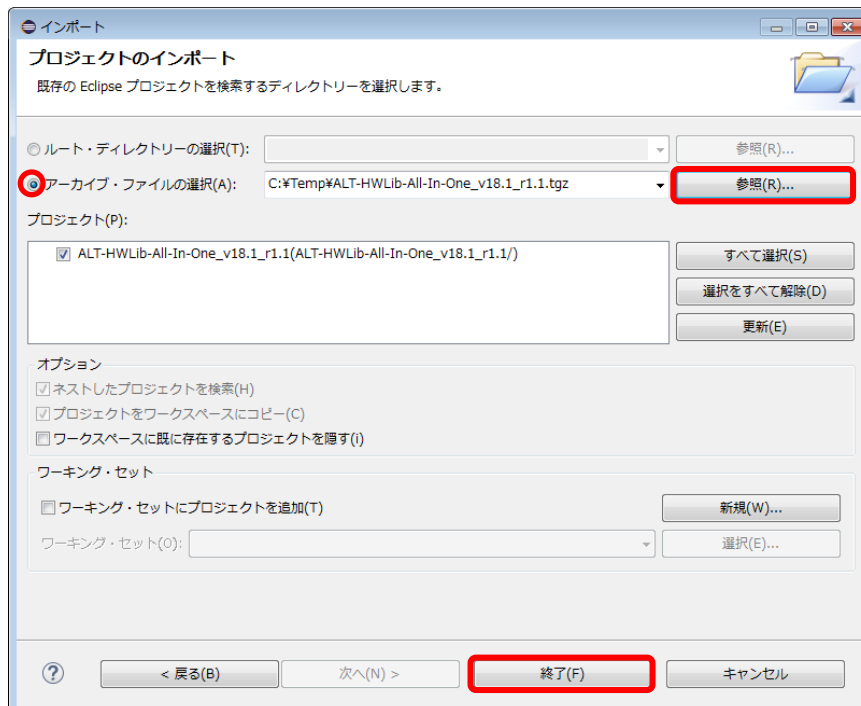 インポート
プロジェクトのインポート
既存の Eclipse プロジェクトを検索するディレクトリーを選択します。
ルート・ディレクトリーの選択(T):
参照(R)...
アーカイブ・ファイルの選択(A): C:¥Temp¥ALT-HWLib-All-In-One_v18.1_r1.1.tgz
参照(R)...
プロジェクト(P):
ALT-HWLib-All-In-One_v18.1_r1.1(ALT-HWLib-All-In-One_v18.1_r1.1/)
すべて選択(S)
選択をすべて解除(D)
更新(E)
オプション
ネストしたプロジェクトを検索(H)
プロジェクトをワークスペースにコピー(C)
ワークスペースに既に存在するプロジェクトを隠す(i)
ワーキング・セット
ワーキング・セットにプロジェクトを追加(T)
新規(W)...
ワーキング・セット(O):
選択(E)...
?
< 戻る(B)
次へ(N) >
終了(F)
キャンセル